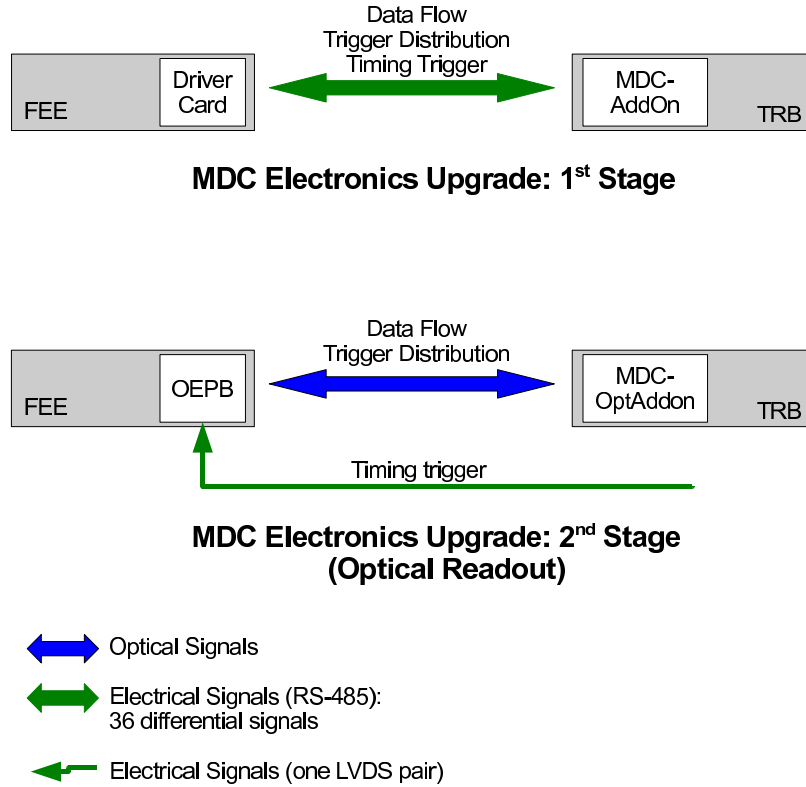 Data Flow
Trigger Distribution
Timing Trigger
FEE
Driver
Card
MDC-
AddOn
TRB
MDC Electronics Upgrade: 1st Stage
Data Flow
Trigger Distribution
FEE
OEPB
MDC-
OptAddon
TRB
Timing trigger
MDC Electronics Upgrade: 2nd Stage
(Optical Readout)
Optical Signals
Electrical Signals (RS-485):
36 differential signals
Electrical Signals (one LVDS pair)